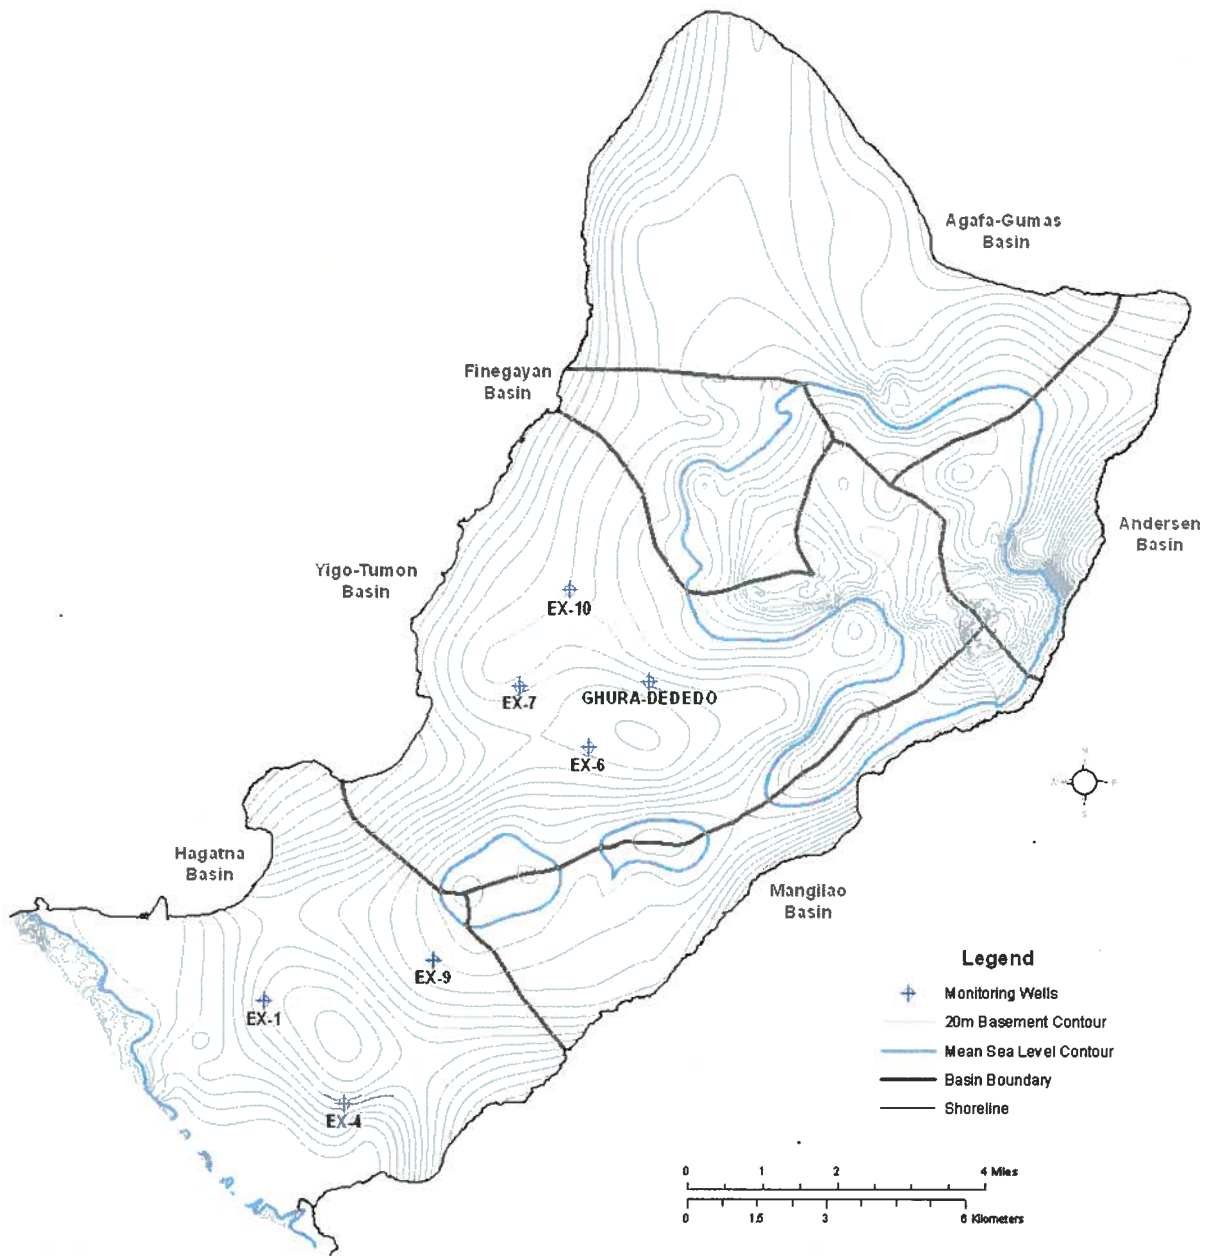 Agafa-Gumas
Basin
Finegayan
Basin
Andersen
Basin
Yigo-Tumon
Basin
EX-10
EX-7
GHURA-DEDEDO
EX-6
N
S
Hagatna
Basin
Mangilao
Basin
EX-9
EX-1
EX-4
Legend
Monitoring Wells
20m Basement Contour
Mean Sea Level Contour
Basin Boundary
Shoreline
0 1 2 4 Miles
0 1.5 3 6 Kilometers